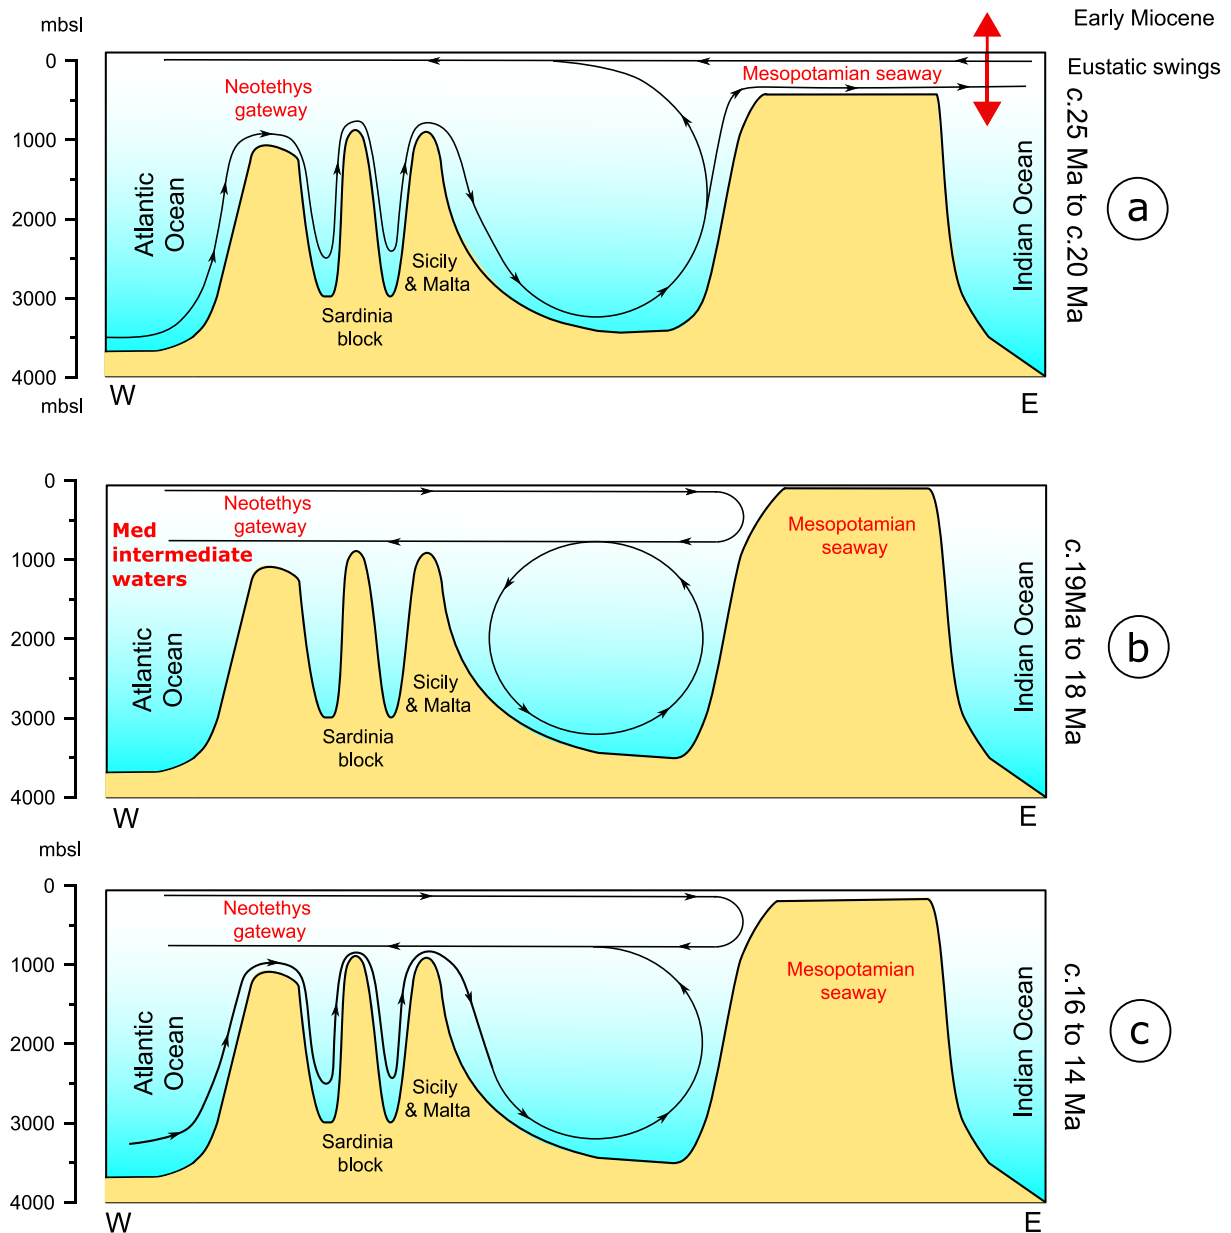 mbsl
0
1000
2000
3000
4000
mbsl
Early Miocene
Eustatic swings
Neotethys
gateway
Mesopotamian seaway
Atlantic
Ocean
Sardinia
block
Sicily
& Malta
Indian Ocean
W
E
c.25 Ma to c.20 Ma
a
0
1000
2000
3000
4000
mbsl
Neotethys
gateway
Med
intermediate
waters
Mesopotamian
seaway
Atlantic
Ocean
Sardinia
block
Sicily
& Malta
Indian Ocean
W
E
c.19Ma to 18 Ma
b
0
1000
2000
3000
4000
Neotethys
gateway
Mesopotamian
seaway
Atlantic
Ocean
Sardinia
block
Sicily
& Malta
Indian Ocean
W
E
c.16 to 14 Ma
c